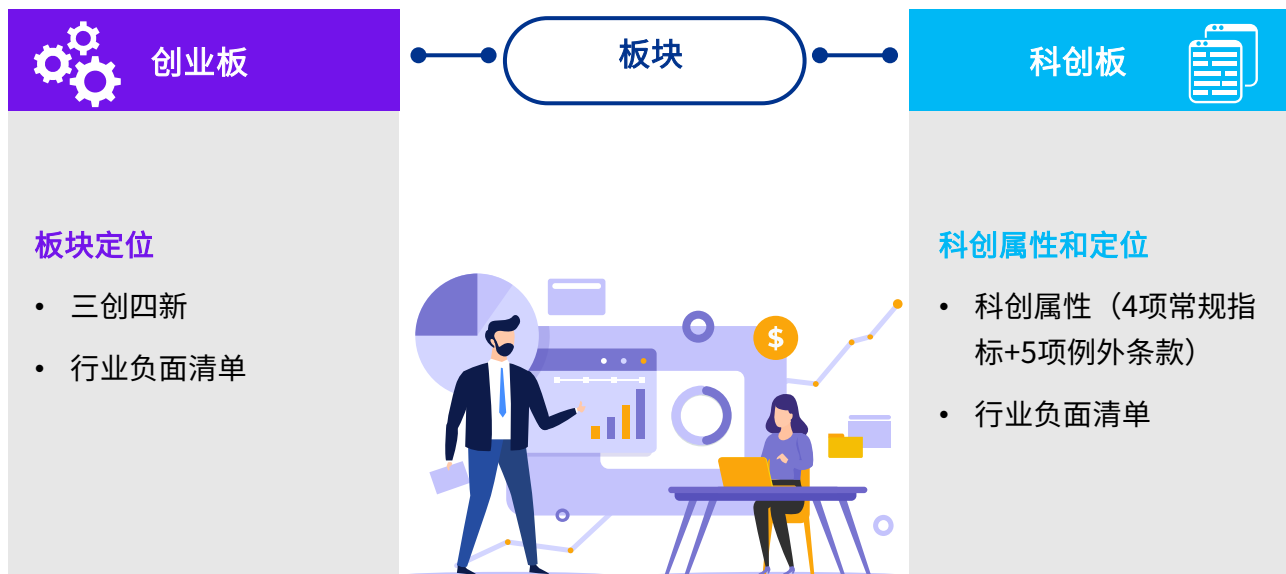 创业板
板块
科创板
板块定位
• 三创四新
• 行业负面清单
$
科创属性和定位
• 科创属性（4项常规指
标+5项例外条款）
• 行业负面清单